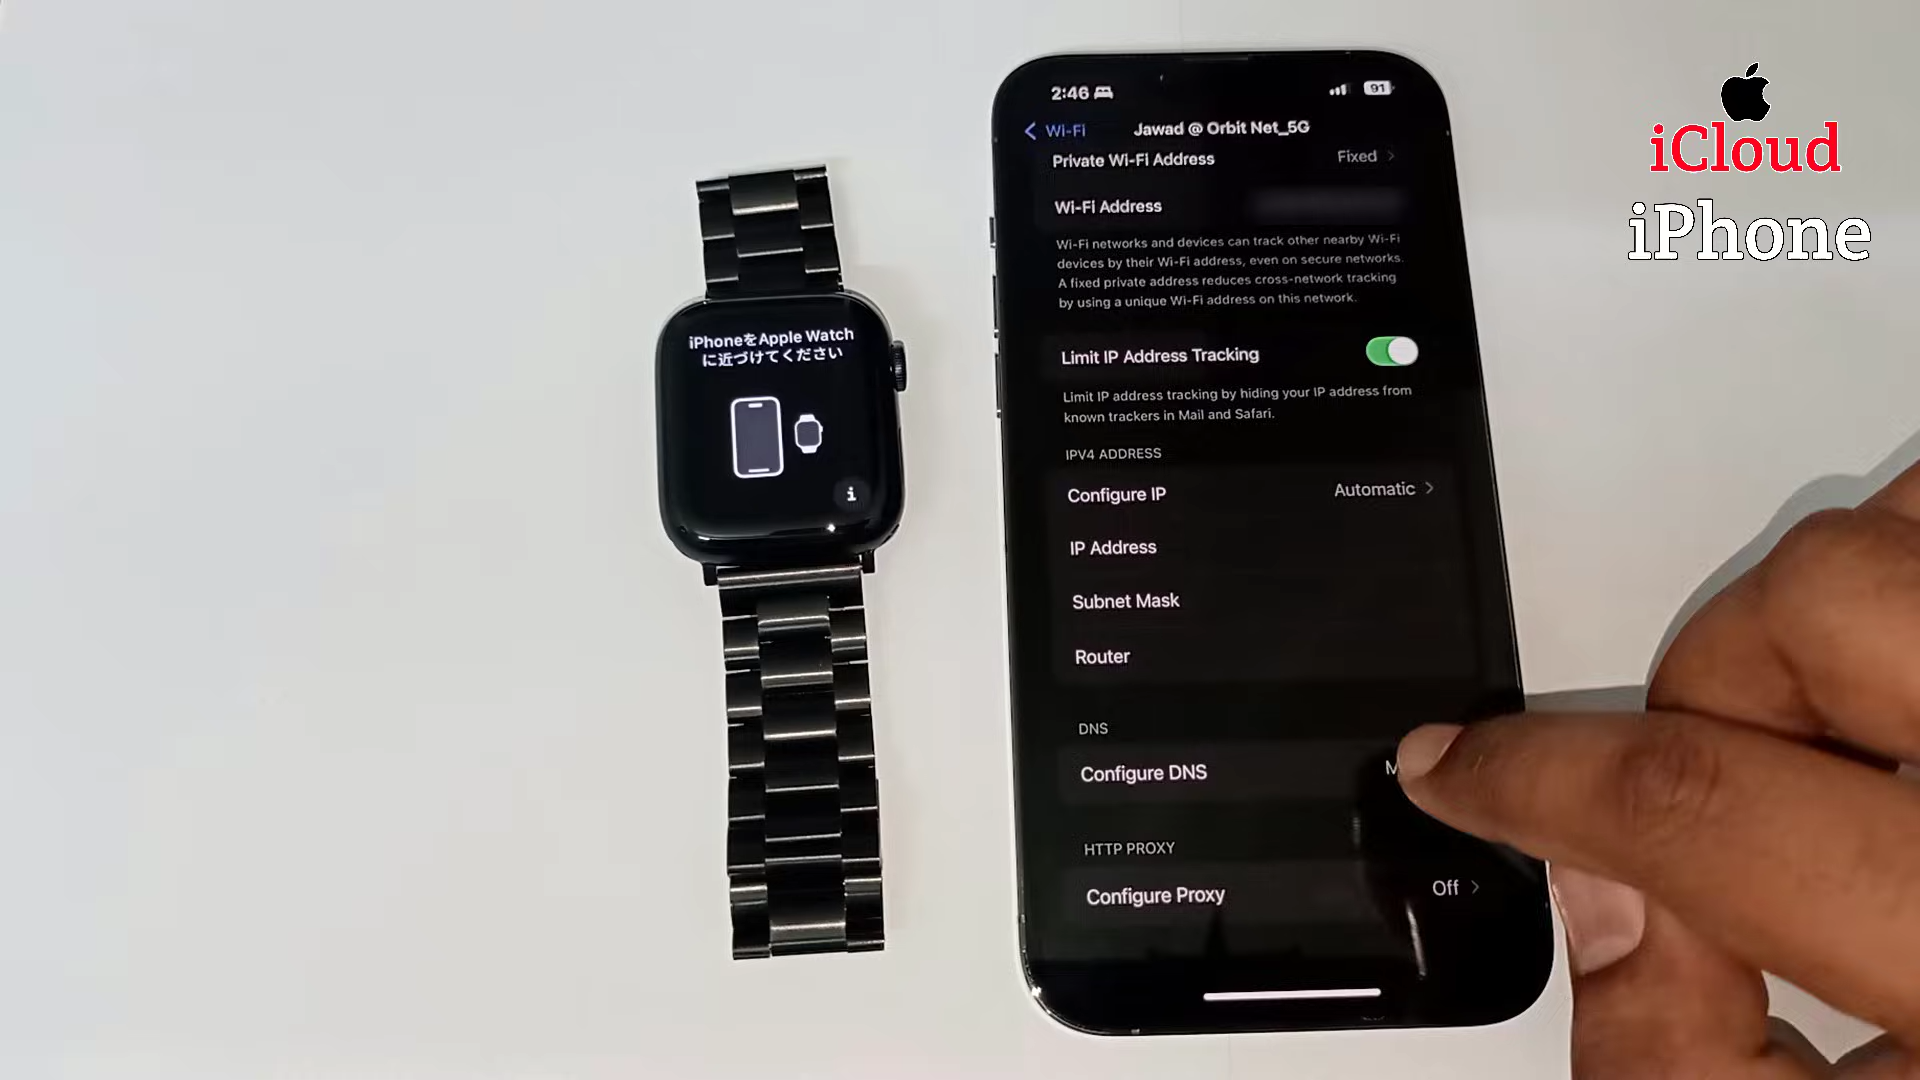 iPhoneをApple Watch
に近づけてください
i
2:46
91
Wi-Fi
Jawad @ Orbit Net_5G
Private Wi-Fi Address
Fixed
Wi-Fi Address
Wi-Fi networks and devices can track other nearby Wi-Fi
devices by their Wi-Fi address, even on secure networks.
A fixed private address reduces cross-network tracking
by using a unique Wi-Fi address on this network.
Limit IP Address Tracking
Limit IP address tracking by hiding your IP address from
known trackers in Mail and Safari.
IPV4 ADDRESS
Configure IP
Automatic
IP Address
Subnet Mask
Router
DNS
Configure DNS
HTTP PROXY
Configure Proxy
Off
iCloud
iPhone